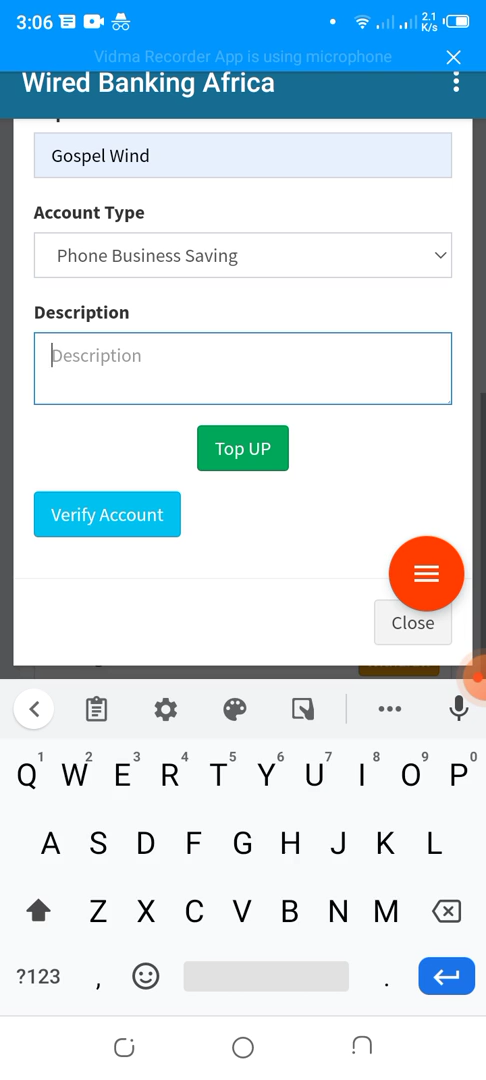 3:06
2.1
K/s
Vidma Recorder App is using microphone
Wired Banking Africa
Gospel Wind
Account Type
Phone Business Saving
Description
Description
Top UP
Verify Account
Close
1 2 3 4 5 6 7 8 9 0
Q W E R T Y U I O P
A S D F G H J K L
Z X C V B N M
?123 , .